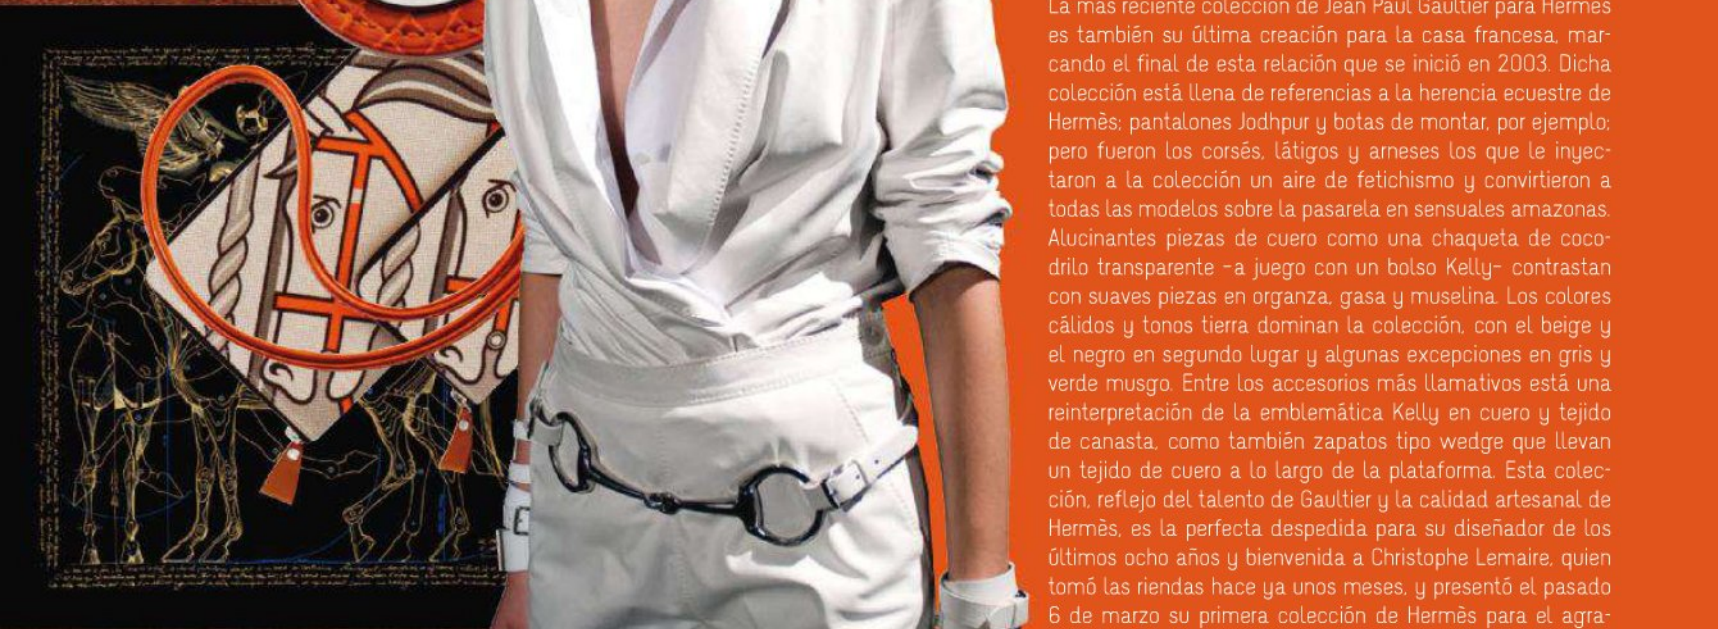 La más reciente colección de Jean Paul Gaultier para Hermès
es también su última creación para la casa francesa, mar-
cando el final de esta relación que se inició en 2003. Dicha
colección está llena de referencias a la herencia ecuestre de
Hermès; pantalones Jodhpur y botas de montar, por ejemplo;
pero fueron los corsés, látigos y arneses los que le inyec-
taron a la colección un aire de fetichismo y convirtieron a
todas las modelos sobre la pasarela en sensuales amazonas.
Alucinantes piezas de cuero como una chaqueta de coco-
drilo transparente -a juego con un bolso Kelly- contrastan
con suaves piezas en organza, gasa y muselina. Los colores
cálidos y tonos tierra dominan la colección, con el beige y
el negro en segundo lugar y algunas excepciones en gris y
verde musgo. Entre los accesorios más llamativos está una
reinterpretación de la emblemática Kelly en cuero y tejido
de canasta, como también zapatos tipo wedge que llevan
un tejido de cuero a lo largo de la plataforma. Esta colec-
ción, reflejo del talento de Gaultier y la calidad artesanal de
Hermès, es la perfecta despedida para su diseñador de los
últimos ocho años y bienvenida a Christophe Lemaire, quien
tomó las riendas hace ya unos meses, y presentó el pasado
6 de marzo su primera colección de Hermès para el agra-